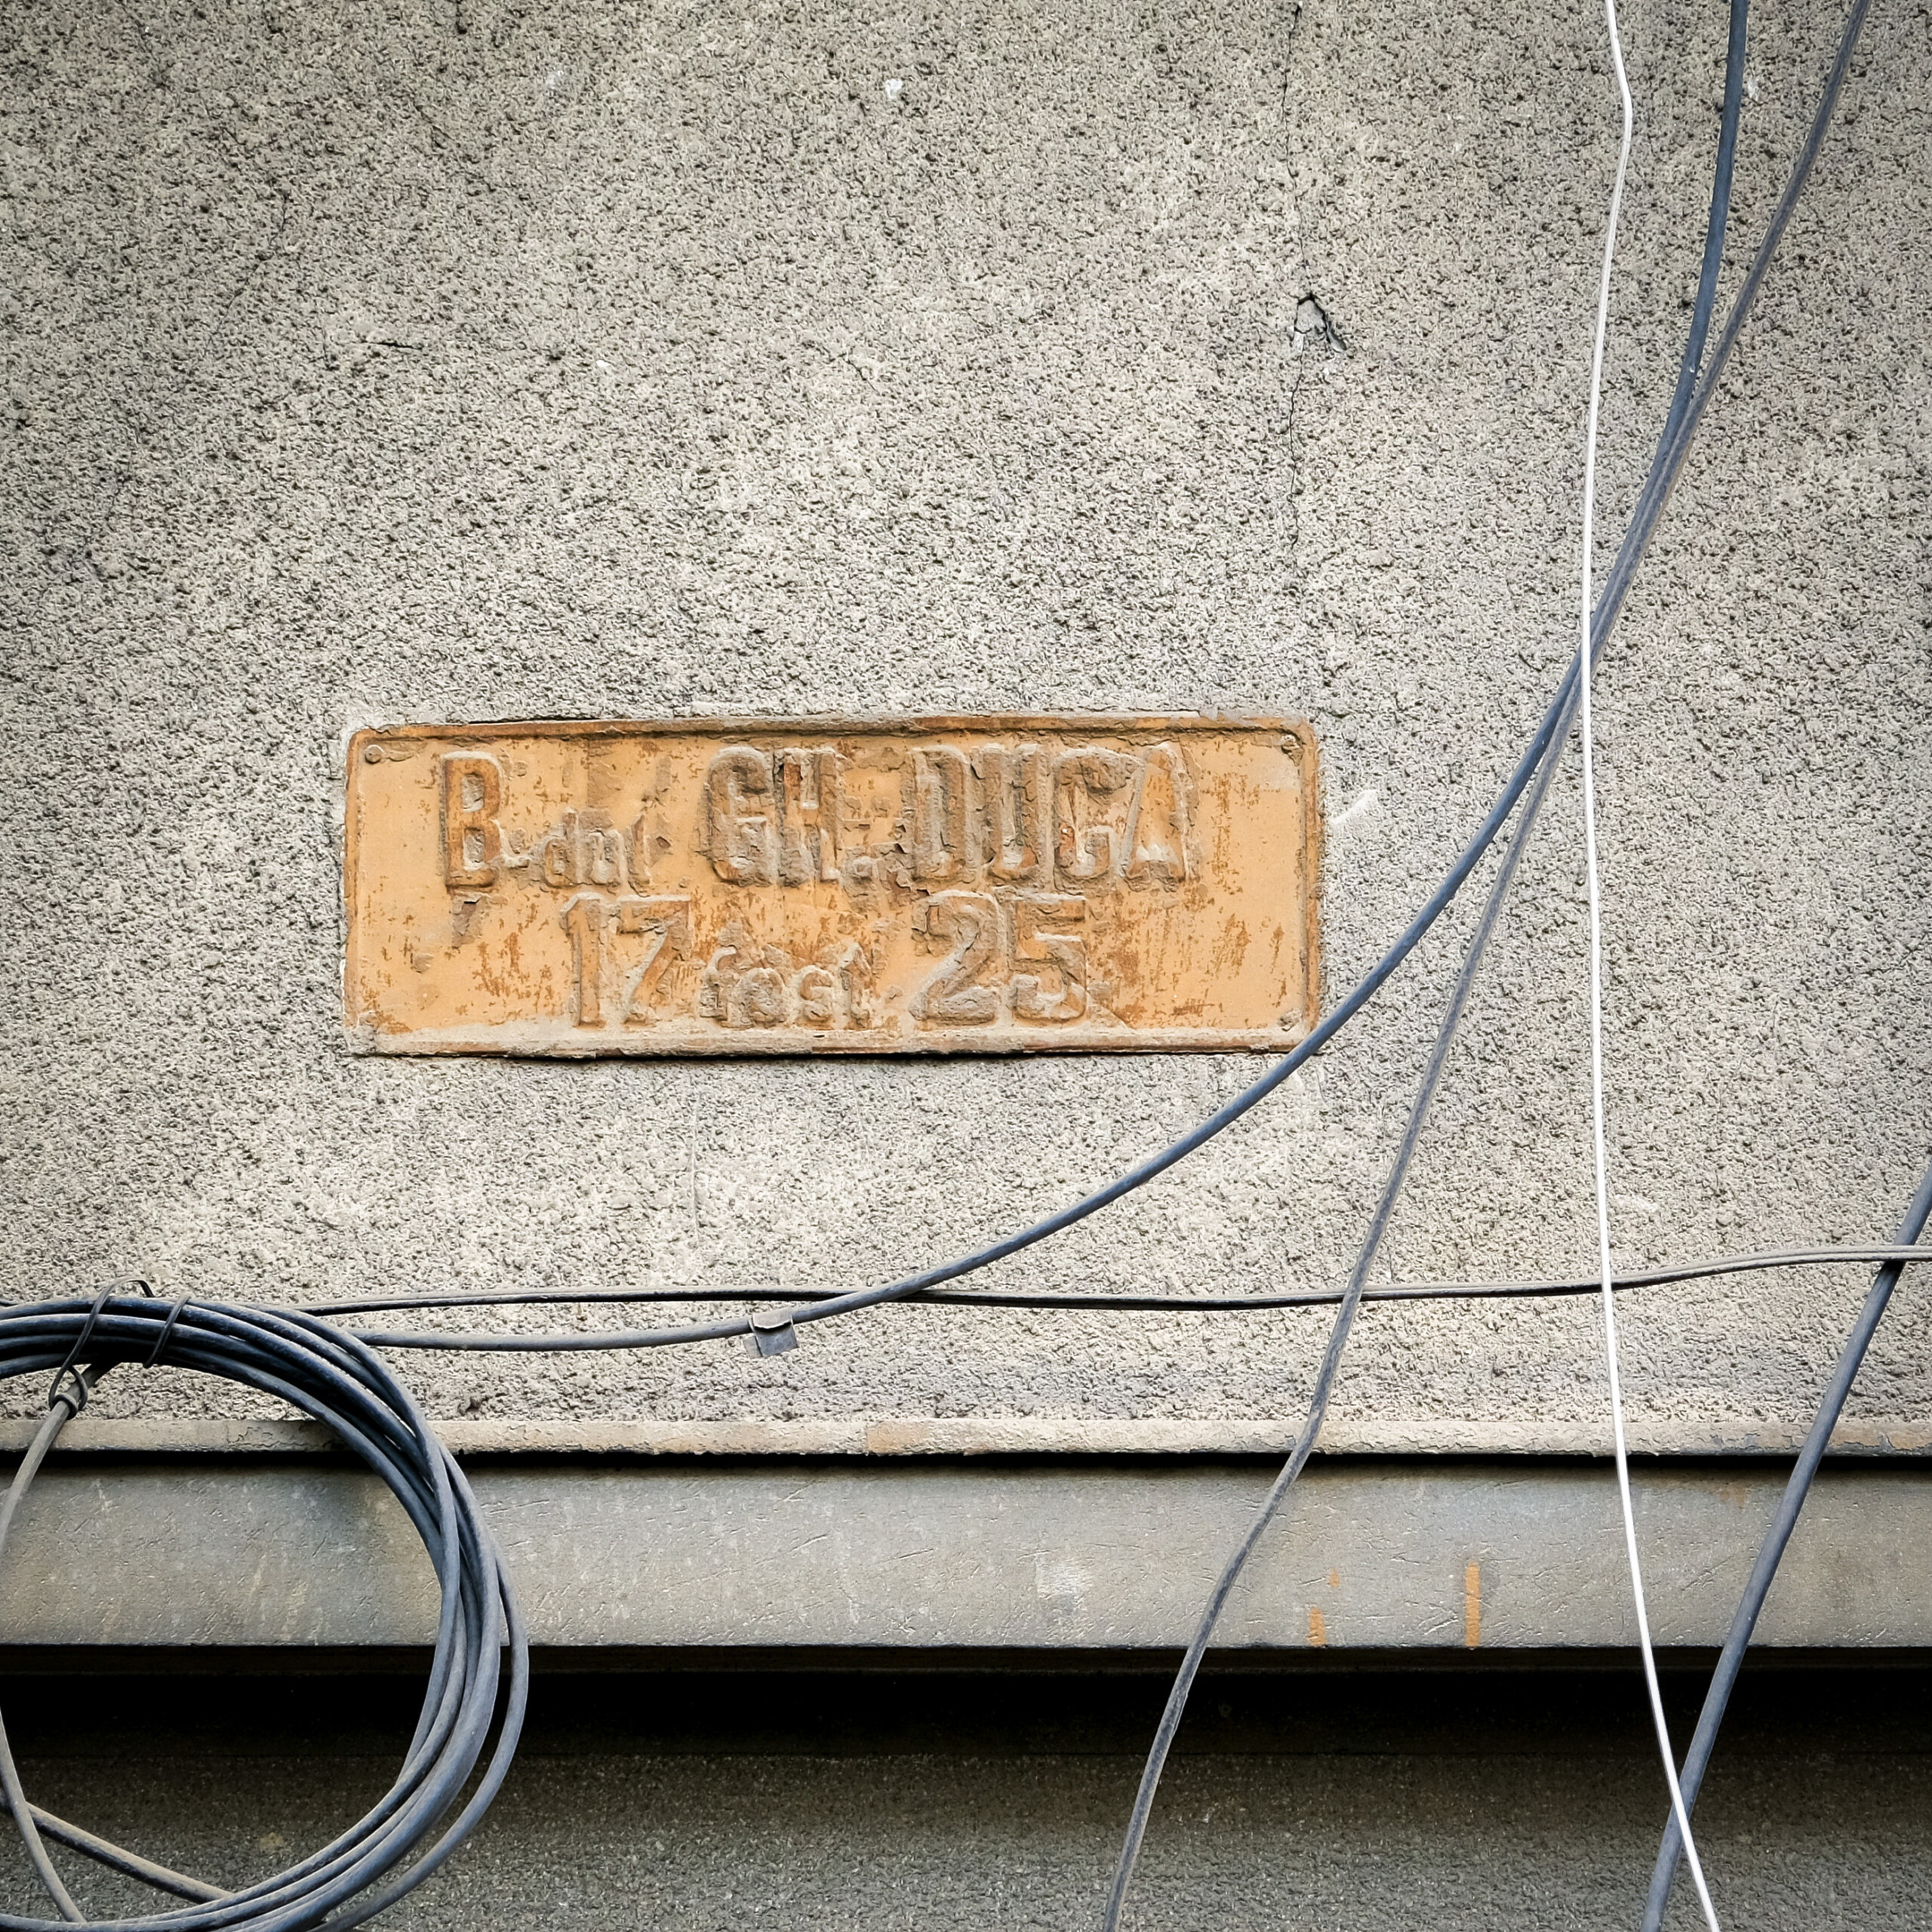 B-dul GH. DUCA
17 fost 25